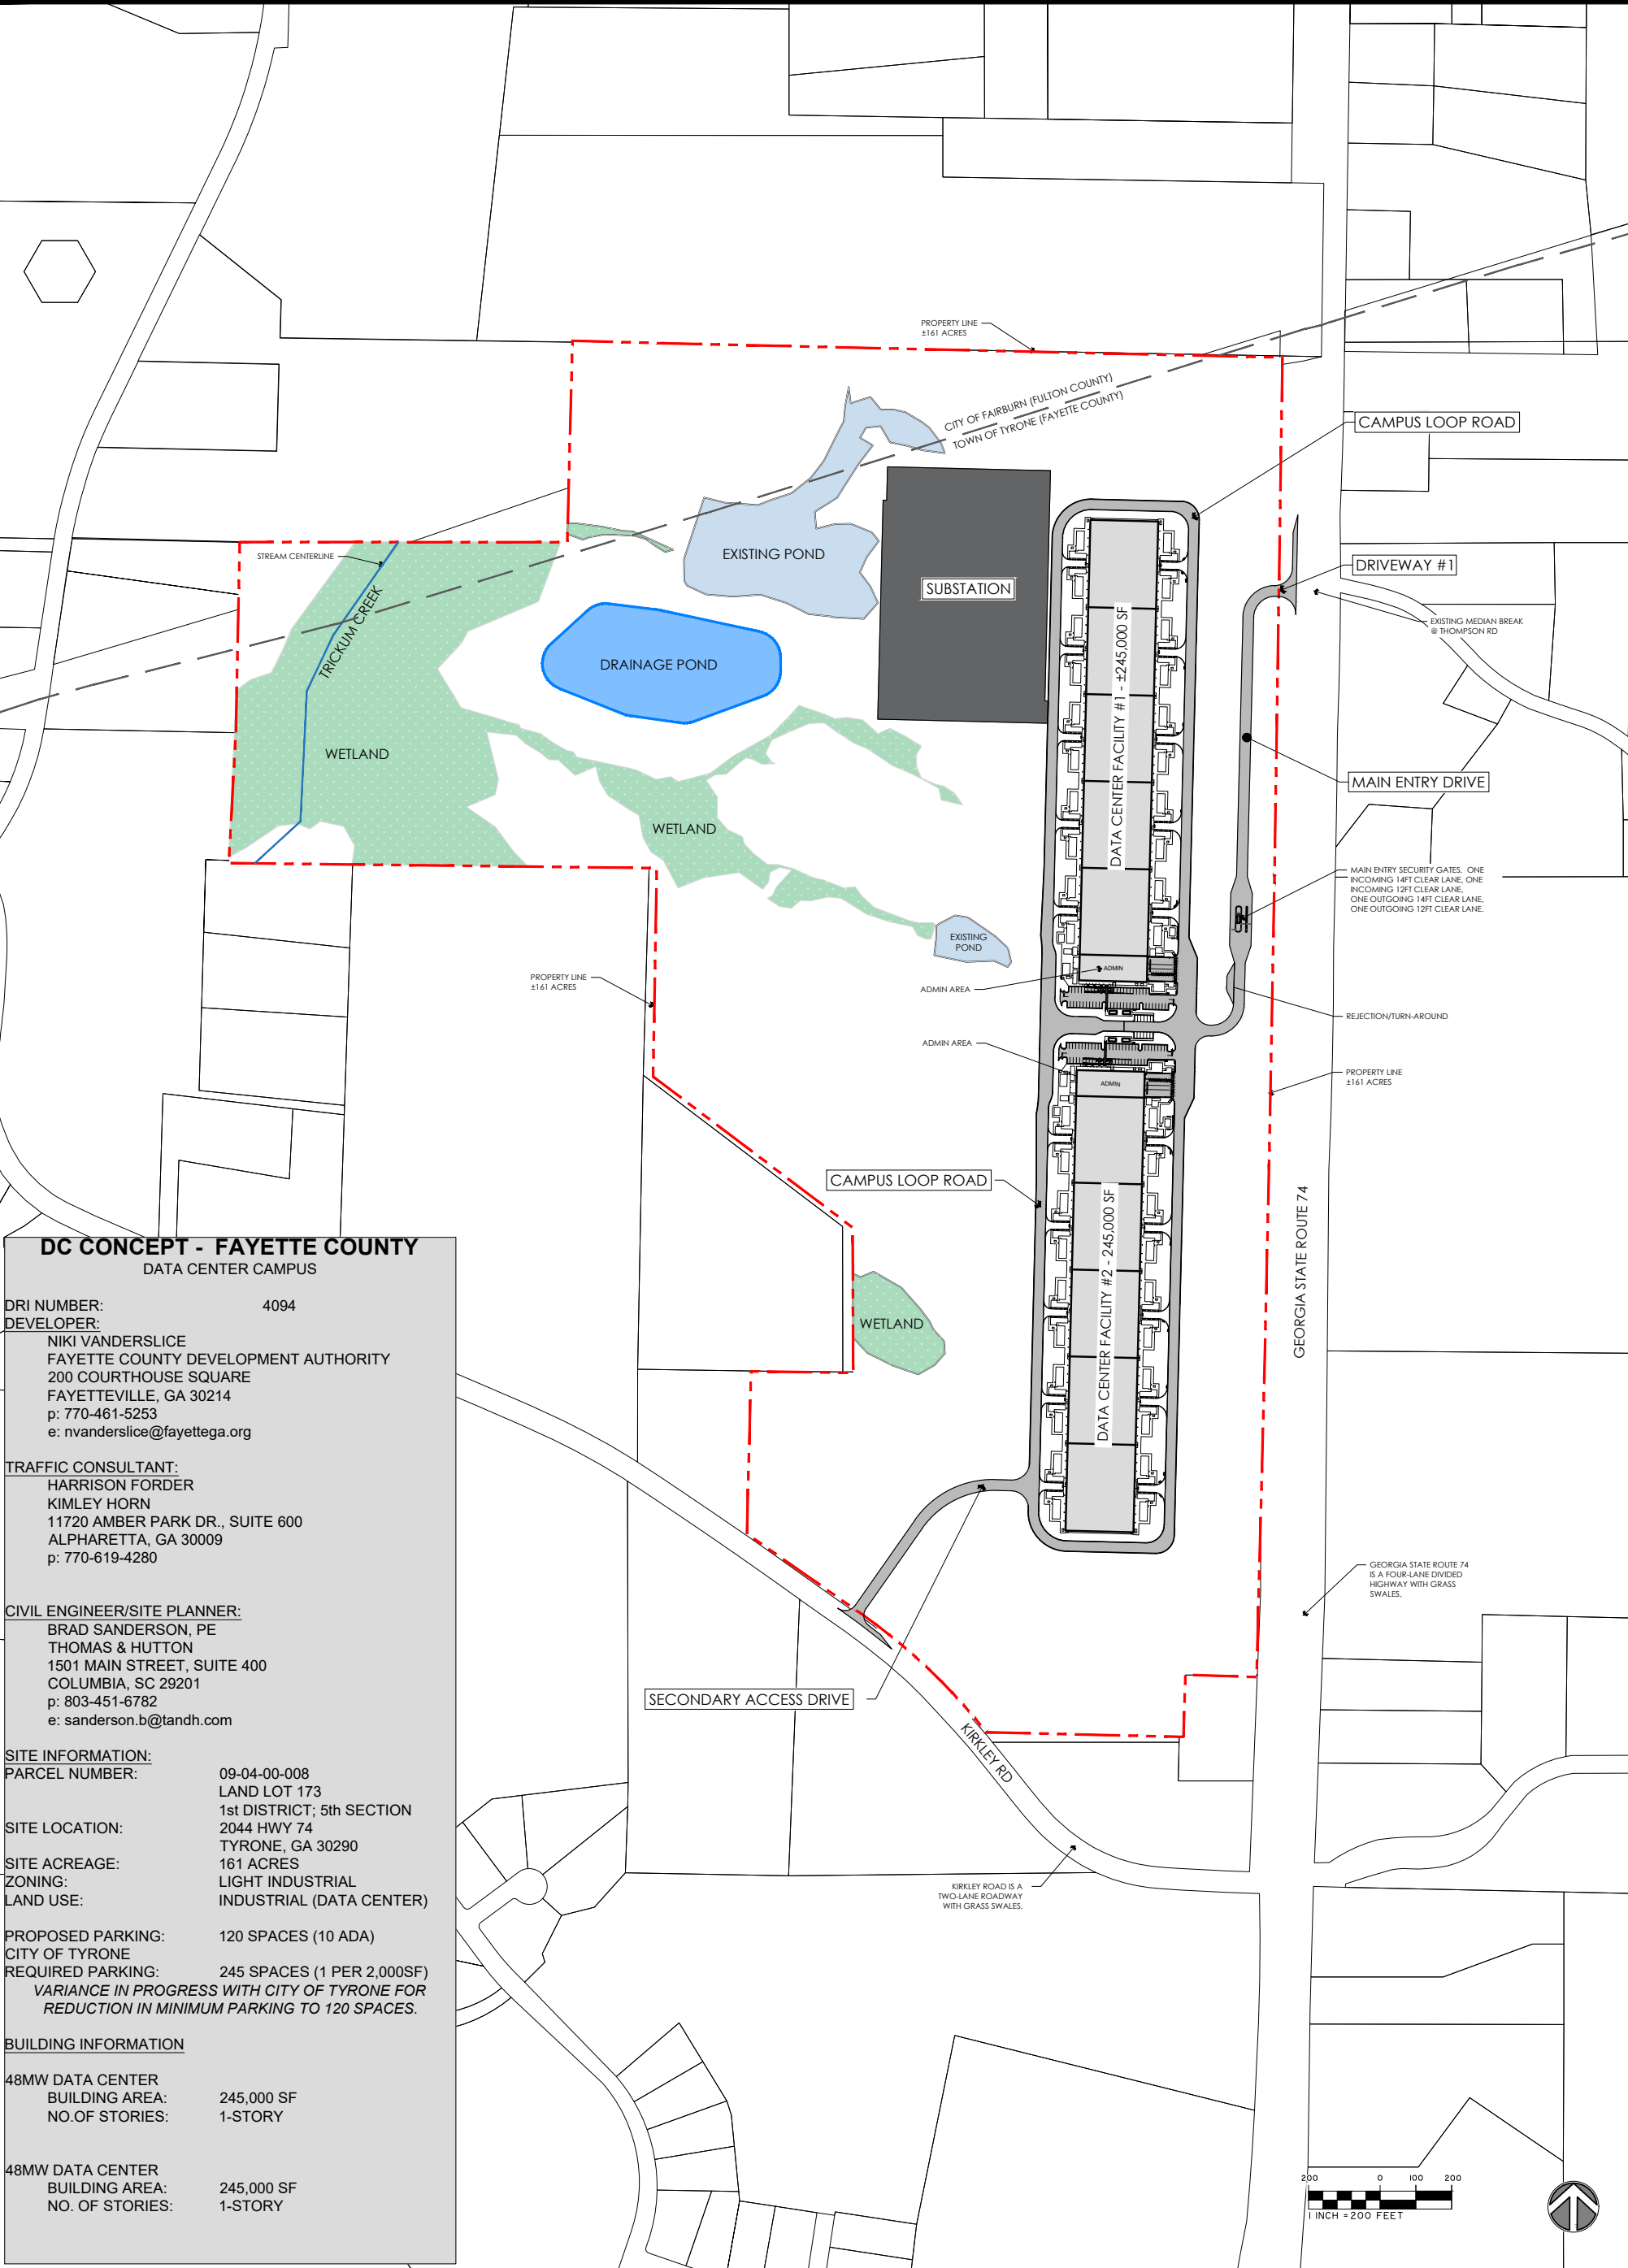 PROPERTY LINE
±161 ACRES
CITY OF FAIRBURN (FULTON COUNTY)
TOWN OF TYRONE (FAYETTE COUNTY)
CAMPUS LOOP ROAD
STREAM CENTERLINE
EXISTING POND
SUBSTATION
DRIVEWAY #1
EXISTING MEDIAN BREAK
@ THOMPSON RD
TRICKUM CREEK
DRAINAGE POND
DATA CENTER FACILITY #1 - ±245,000 SF
WETLAND
MAIN ENTRY DRIVE
WETLAND
MAIN ENTRY SECURITY GATES. ONE
INCOMING 14FT CLEAR LANE, ONE
INCOMING 12FT CLEAR LANE,
ONE OUTGOING 14FT CLEAR LANE,
ONE OUTGOING 12FT CLEAR LANE.
EXISTING
POND
PROPERTY LINE
±161 ACRES
ADMIN
ADMIN AREA
REJECTION/TURN-AROUND
ADMIN AREA
ADMIN
PROPERTY LINE
±161 ACRES
CAMPUS LOOP ROAD
DATA CENTER FACILITY #2 - 245,000 SF
GEORGIA STATE ROUTE 74
WETLAND
GEORGIA STATE ROUTE 74
IS A FOUR-LANE DIVIDED
HIGHWAY WITH GRASS
SWALES.
SECONDARY ACCESS DRIVE
KIRKLEY RD
KIRKLEY ROAD IS A
TWO-LANE ROADWAY
WITH GRASS SWALES.
DC CONCEPT - FAYETTE COUNTY
DATA CENTER CAMPUS
DRI NUMBER: 4094
DEVELOPER:
NIKI VANDERSLICE
FAYETTE COUNTY DEVELOPMENT AUTHORITY
200 COURTHOUSE SQUARE
FAYETTEVILLE, GA 30214
p: 770-461-5253
e: nvanderslice@fayettega.org
TRAFFIC CONSULTANT:
HARRISON FORDER
KIMLEY HORN
11720 AMBER PARK DR., SUITE 600
ALPHARETTA, GA 30009
p: 770-619-4280
CIVIL ENGINEER/SITE PLANNER:
BRAD SANDERSON, PE
THOMAS & HUTTON
1501 MAIN STREET, SUITE 400
COLUMBIA, SC 29201
p: 803-451-6782
e: sanderson.b@tandh.com
SITE INFORMATION:
PARCEL NUMBER: 09-04-00-008
LAND LOT 173
1st DISTRICT; 5th SECTION
SITE LOCATION: 2044 HWY 74
TYRONE, GA 30290
SITE ACREAGE: 161 ACRES
ZONING: LIGHT INDUSTRIAL
LAND USE: INDUSTRIAL (DATA CENTER)
PROPOSED PARKING: 120 SPACES (10 ADA)
CITY OF TYRONE
REQUIRED PARKING: 245 SPACES (1 PER 2,000SF)
VARIANCE IN PROGRESS WITH CITY OF TYRONE FOR
REDUCTION IN MINIMUM PARKING TO 120 SPACES.
BUILDING INFORMATION
48MW DATA CENTER
BUILDING AREA: 245,000 SF
NO.OF STORIES: 1-STORY
48MW DATA CENTER
BUILDING AREA: 245,000 SF
NO. OF STORIES: 1-STORY
200 0 100 200
1 INCH = 200 FEET